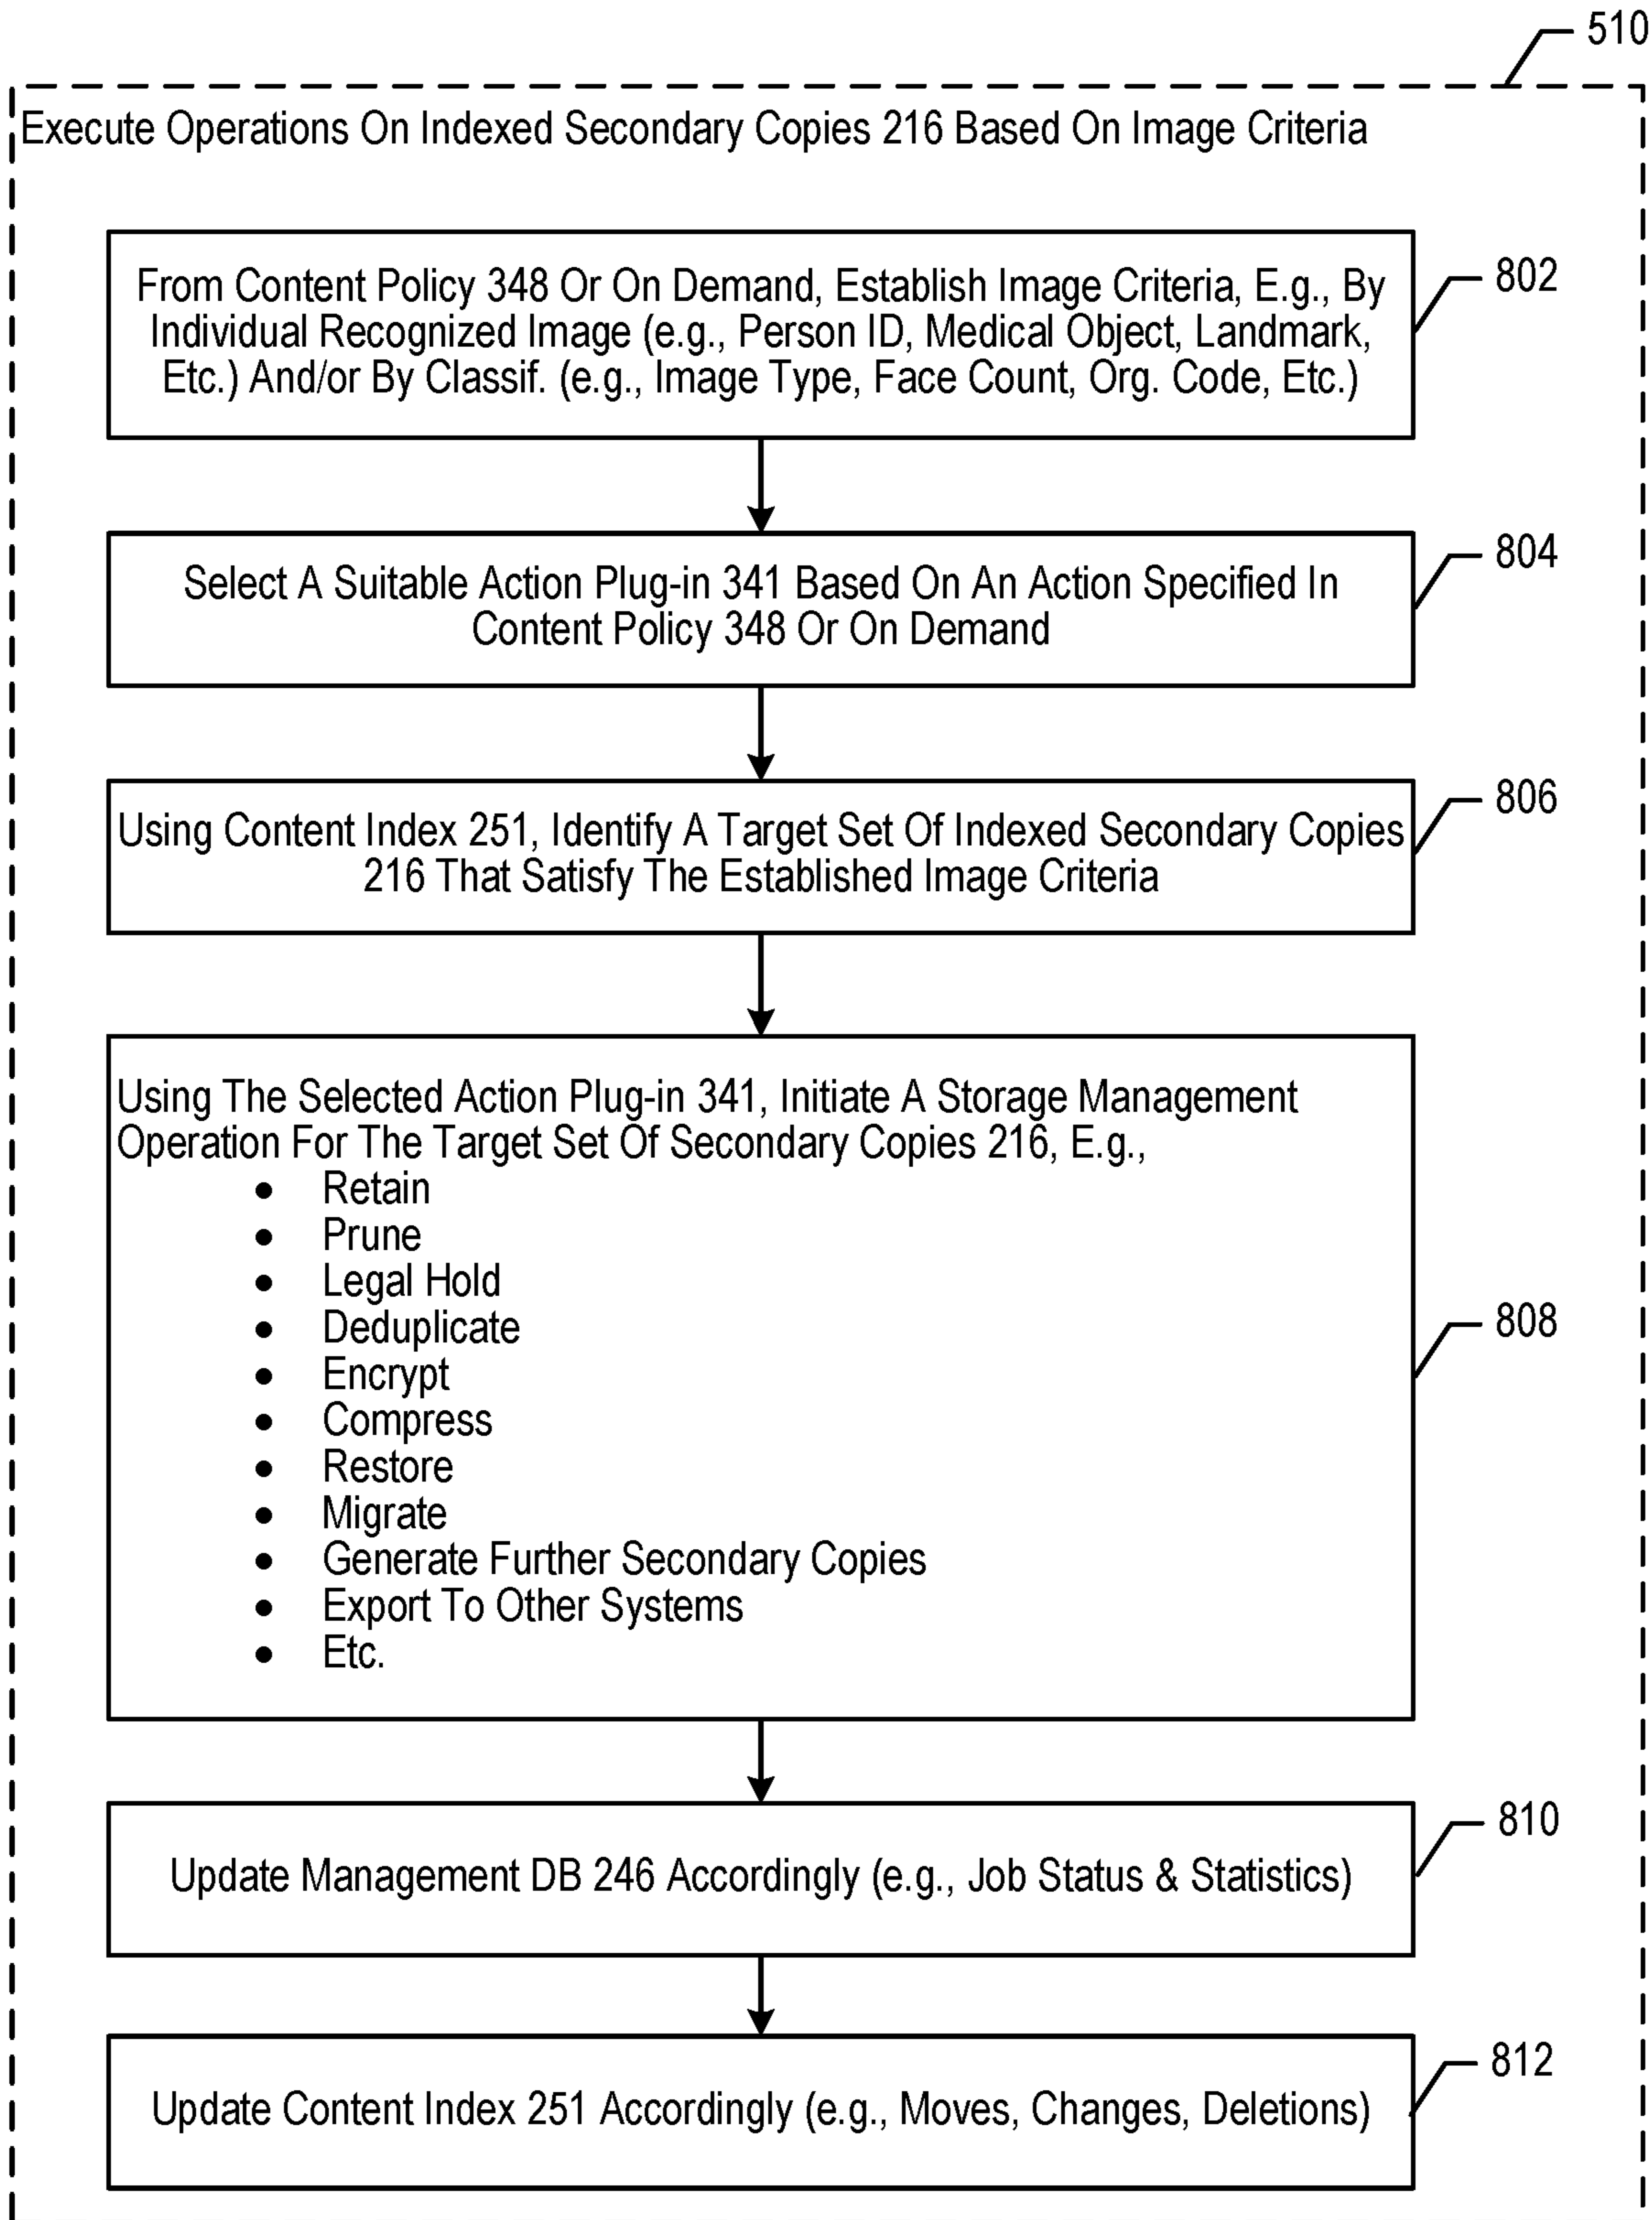 510
Execute Operations On Indexed Secondary Copies 216 Based On Image Criteria
From Content Policy 348 Or On Demand, Establish Image Criteria, E.g., By
Individual Recognized Image (e.g., Person ID, Medical Object, Landmark,
Etc.) And/or By Classif. (e.g., Image Type, Face Count, Org. Code, Etc.)
802
Select A Suitable Action Plug-in 341 Based On An Action Specified In
Content Policy 348 Or On Demand
804
Using Content Index 251, Identify A Target Set Of Indexed Secondary Copies
216 That Satisfy The Established Image Criteria
806
Using The Selected Action Plug-in 341, Initiate A Storage Management
Operation For The Target Set Of Secondary Copies 216, E.g.,
● Retain
● Prune
● Legal Hold
● Deduplicate
● Encrypt
● Compress
● Restore
● Migrate
● Generate Further Secondary Copies
● Export To Other Systems
● Etc.
808
Update Management DB 246 Accordingly (e.g., Job Status & Statistics)
810
Update Content Index 251 Accordingly (e.g., Moves, Changes, Deletions)
812